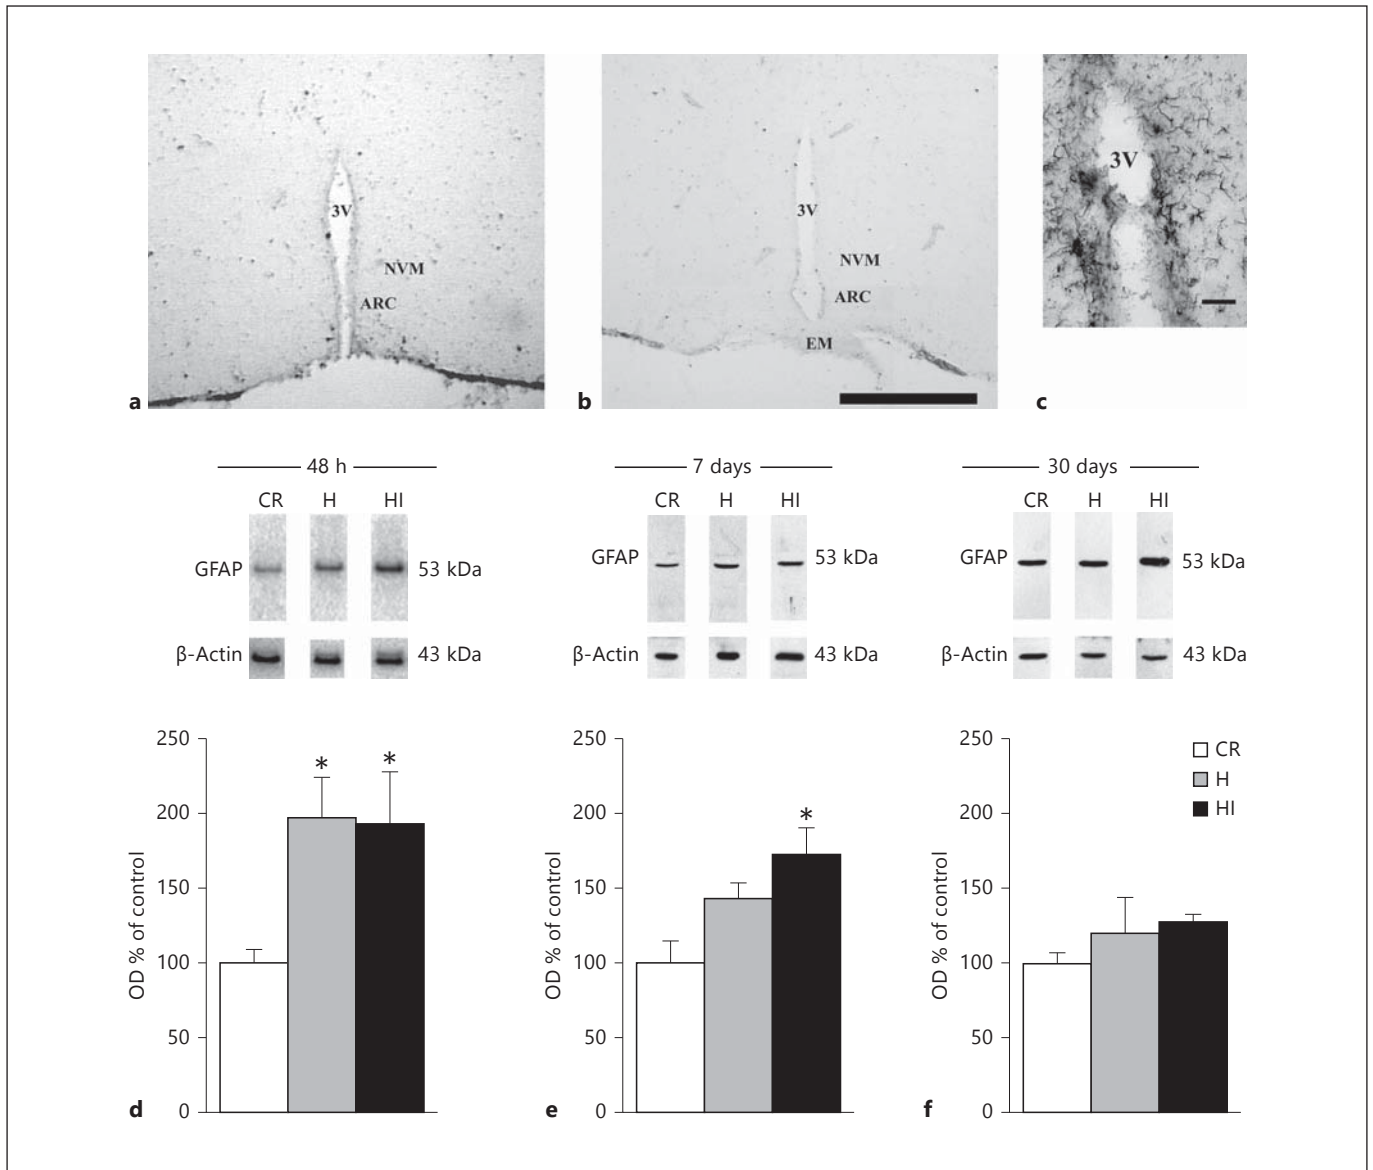 3V
NVM
ARC
a
3V
NVM
ARC
EM
b
3V
c
48 h
CR H HI
GFAP 53 kDa
β-Actin 43 kDa
7 days
CR H HI
GFAP 53 kDa
β-Actin 43 kDa
30 days
CR H HI
GFAP 53 kDa
β-Actin 43 kDa
250
200
150
100
50
0
OD % of control
* *
d
250
200
150
100
50
0
OD % of control
*
e
250
200
150
100
50
0
OD % of control
CR
H
HI
f